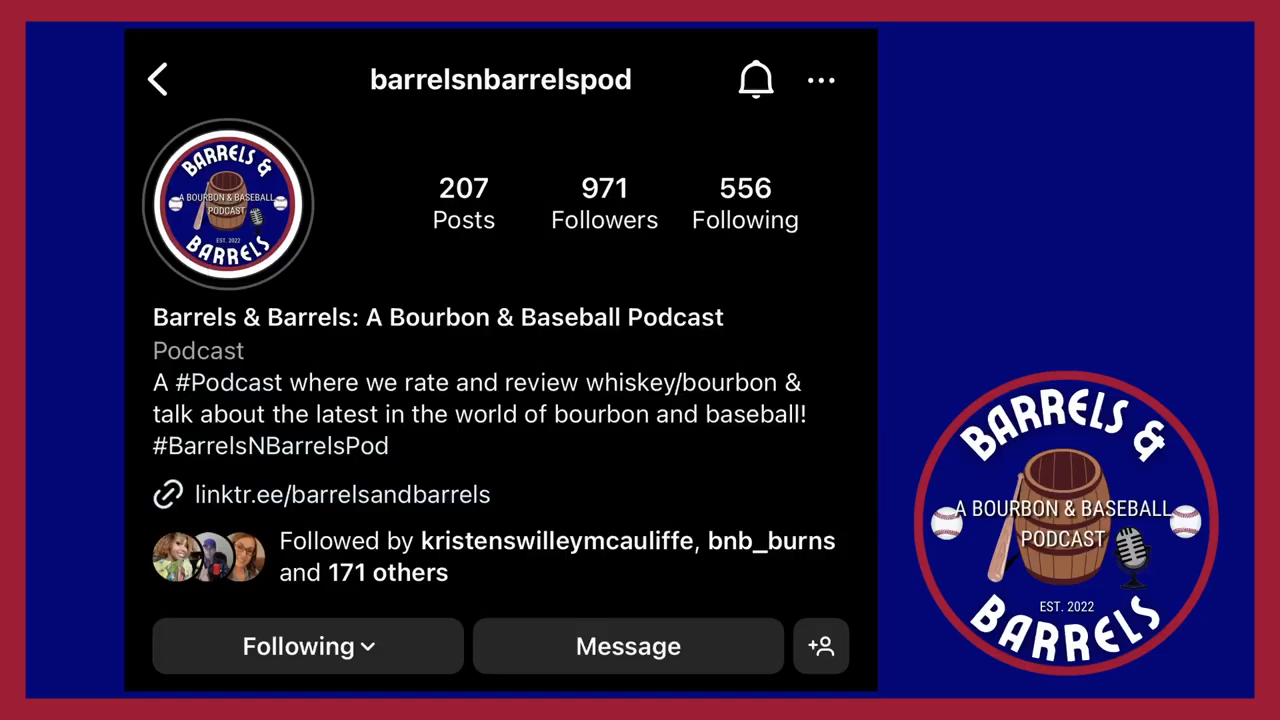 barrelsnbarrelspod
BARRELS &
A BOURBON & BASEBALL
PODCAST
EST. 2022
BARRELS
207
Posts
971
Followers
556
Following
Barrels & Barrels: A Bourbon & Baseball Podcast
Podcast
A #Podcast where we rate and review whiskey/bourbon &
talk about the latest in the world of bourbon and baseball!
#BarrelsNBarrelsPod
linktr.ee/barrelsandbarrels
Followed by kristenswilleymcauliffe, bnb_burns
and 171 others
Following
Message
BARRELS &
A BOURBON & BASEBALL
PODCAST
EST. 2022
BARRELS